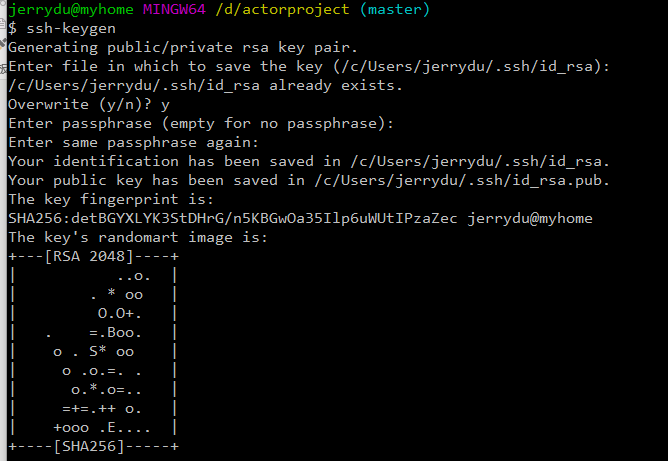 jerrydu@myhome MINGW64 /d/actorproject (master)
$ ssh-keygen
Generating public/private rsa key pair.
Enter file in which to save the key (/c/Users/jerrydu/.ssh/id_rsa):
/c/Users/jerrydu/.ssh/id_rsa already exists.
Overwrite (y/n)? y
Enter passphrase (empty for no passphrase):
Enter same passphrase again:
Your identification has been saved in /c/Users/jerrydu/.ssh/id_rsa.
Your public key has been saved in /c/Users/jerrydu/.ssh/id_rsa.pub.
The key fingerprint is:
SHA256:detBGYXLYK3StDHrG/n5KBGwOa35Ilp6uWUtIPzaZec jerrydu@myhome
The key's randomart image is:
+---[RSA 2048]----+
|           ..o.  |
|        . * oo   |
|         O.O+.   |
|   .    =.Boo.   |
|    o . S* oo    |
|     o .o.=. .   |
|      o.*.o=..   |
|     =+=.++ o.   |
|    +ooo .E....  |
+----[SHA256]-----+